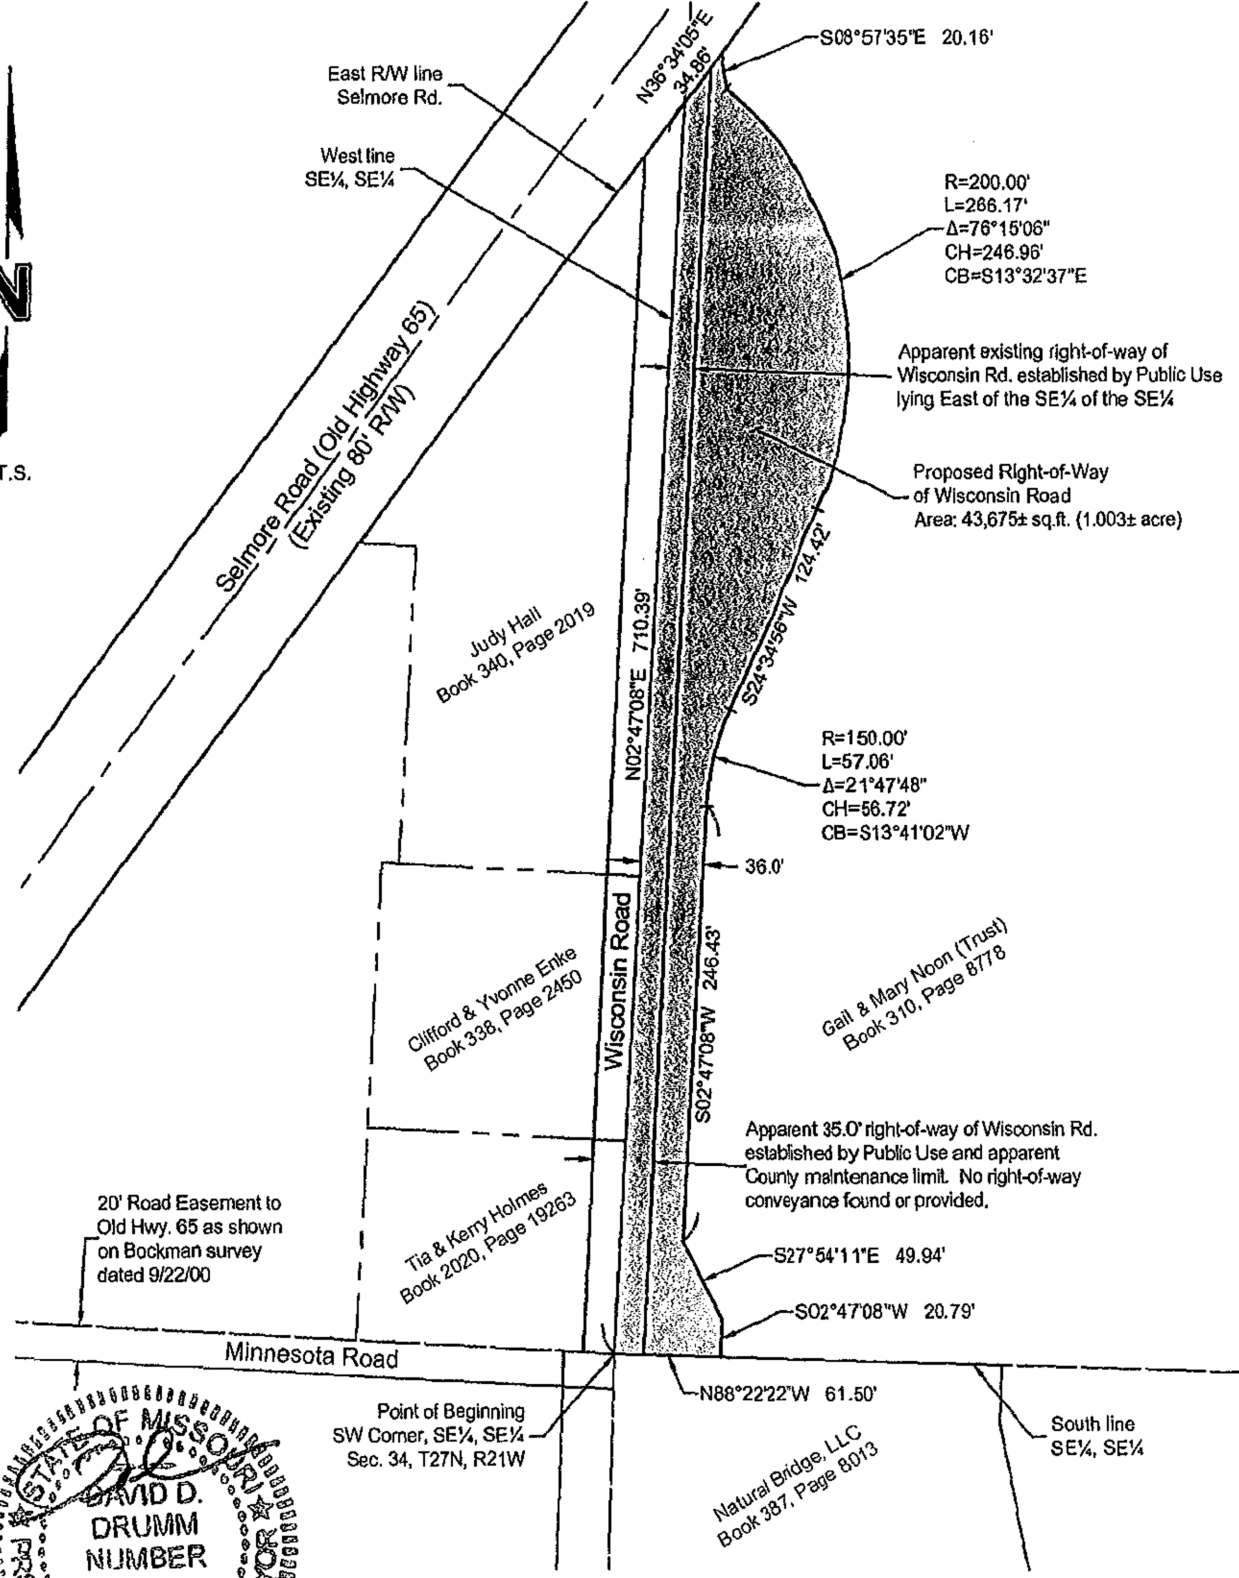 N36°34'05"E
34.86'
S08°57'35"E 20.16'
East R/W line
Selmore Rd.
West line
SE¼, SE¼
N
T.S.
R=200.00'
L=266.17'
Δ=76°15'06"
CH=246.96'
CB=S13°32'37"E
Apparent existing right-of-way of
Wisconsin Rd. established by Public Use
lying East of the SE¼ of the SE¼
Selmore Road (Old Highway 65)
(Existing 80' R/W)
Proposed Right-of-Way
of Wisconsin Road
Area: 43,675± sq.ft. (1.003± acre)
S24°34'56"W 124.42'
Judy Hall
Book 340, Page 2019
N02°47'08"E 710.39'
R=150.00'
L=57.06'
Δ=21°47'48"
CH=56.72'
CB=S13°41'02"W
36.0'
Wisconsin Road
S02°47'08"W 246.43'
Clifford & Yvonne Enke
Book 338, Page 2450
Gail & Mary Noon (Trust)
Book 310, Page 8778
Apparent 35.0' right-of-way of Wisconsin Rd.
established by Public Use and apparent
County maintenance limit. No right-of-way
conveyance found or provided.
Tia & Kerry Holmes
Book 2020, Page 19263
20' Road Easement to
Old Hwy. 65 as shown
on Bockman survey
dated 9/22/00
S27°54'11"E 49.94'
S02°47'08"W 20.79'
Minnesota Road
N88°22'22"W 61.50'
Point of Beginning
SW Corner, SE¼, SE¼
Sec. 34, T27N, R21W
South line
SE¼, SE¼
Natural Bridge, LLC
Book 387, Page 8013
STATE OF MISSOURI
DAVID D.
DRUMM
NUMBER